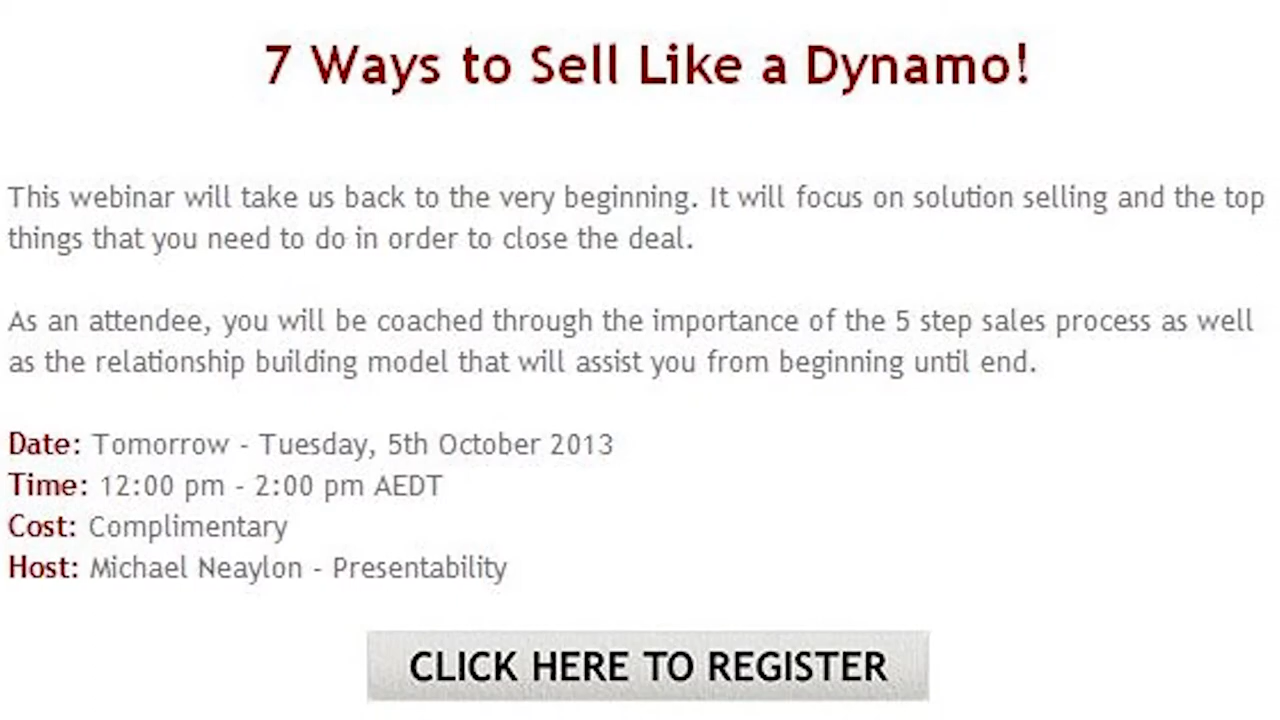 7 Ways to Sell Like a Dynamo!
This webinar will take us back to the very beginning. It will focus on solution selling and the top
things that you need to do in order to close the deal.
As an attendee, you will be coached through the importance of the 5 step sales process as well
as the relationship building model that will assist you from beginning until end.
Date: Tomorrow - Tuesday, 5th October 2013
Time: 12:00 pm - 2:00 pm AEDT
Cost: Complimentary
Host: Michael Neaylon - Presentability
CLICK HERE TO REGISTER